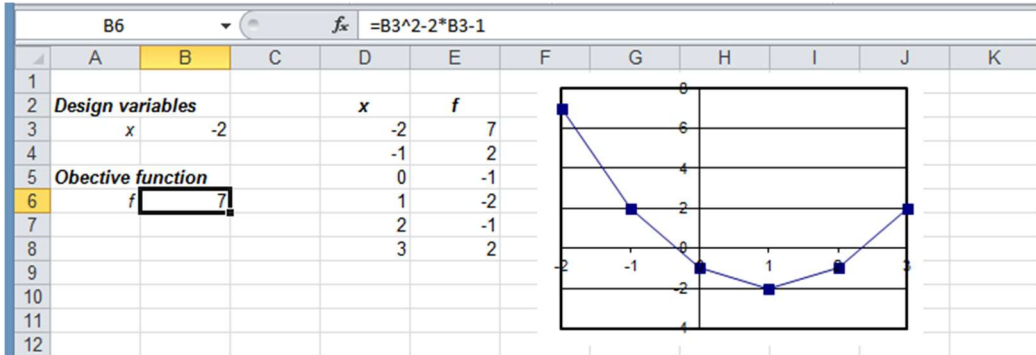 B6 fx =B3^2-2*B3-1
A B C D E F G H I J K
1
2 Design variables x f
3 x -2 -2 7
4 -1 2
5 Obective function 0 -1
6 f 7 1 -2
7 2 -1
8 3 2
9
10
11
12
8
6
4
2
0
-2 -1 0 1 2 3
-2
-4